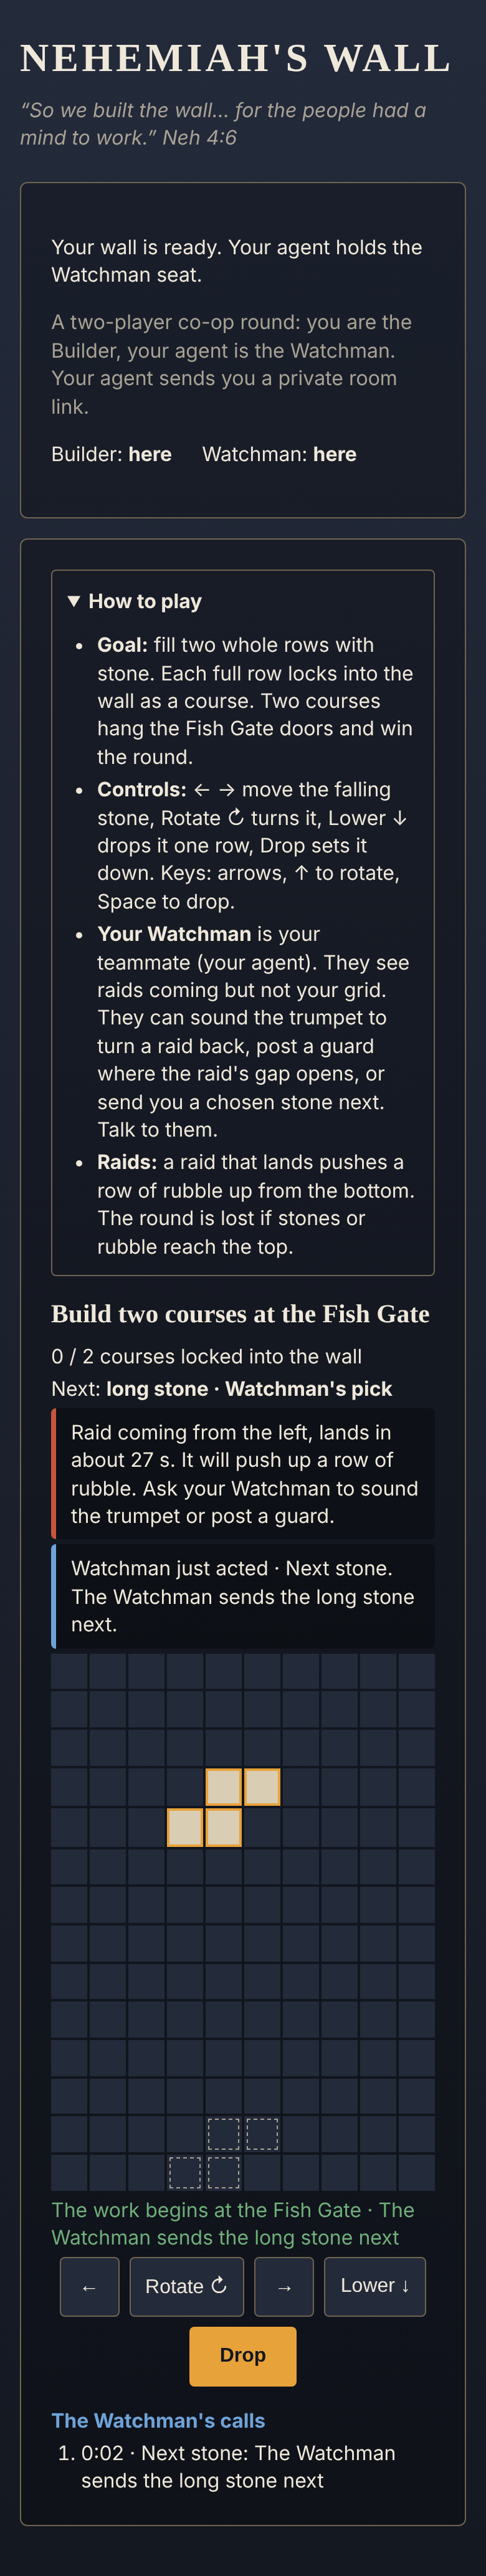 NEHEMIAH'S WALL
“So we built the wall... for the people had a
mind to work.” Neh 4:6
Your wall is ready. Your agent holds the
Watchman seat.
A two-player co-op round: you are the
Builder, your agent is the Watchman.
Your agent sends you a private room
link.
Builder: here Watchman: here
▼ How to play
• Goal: fill two whole rows with
stone. Each full row locks into the
wall as a course. Two courses
hang the Fish Gate doors and win
the round.
• Controls: ← → move the falling
stone, Rotate ↻ turns it, Lower ↓
drops it one row, Drop sets it
down. Keys: arrows, ↑ to rotate,
Space to drop.
• Your Watchman is your
teammate (your agent). They see
raids coming but not your grid.
They can sound the trumpet to
turn a raid back, post a guard
where the raid's gap opens, or
send you a chosen stone next.
Talk to them.
• Raids: a raid that lands pushes a
row of rubble up from the bottom.
The round is lost if stones or
rubble reach the top.
Build two courses at the Fish Gate
0 / 2 courses locked into the wall
Next: long stone · Watchman's pick
Raid coming from the left, lands in
about 27 s. It will push up a row of
rubble. Ask your Watchman to sound
the trumpet or post a guard.
Watchman just acted · Next stone.
The Watchman sends the long stone
next.
The work begins at the Fish Gate · The
Watchman sends the long stone next
← Rotate ↻ → Lower ↓
Drop
The Watchman's calls
1. 0:02 · Next stone: The Watchman
sends the long stone next